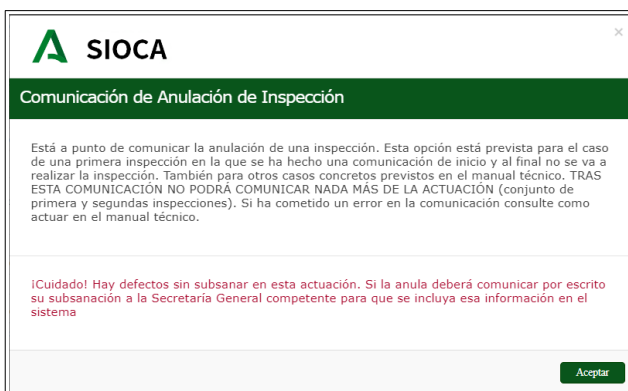 ×
SIOCA
Comunicación de Anulación de Inspección
Está a punto de comunicar la anulación de una inspección. Esta opción está prevista para el caso
de una primera inspección en la que se ha hecho una comunicación de inicio y al final no se va a
realizar la inspección. También para otros casos concretos previstos en el manual técnico. TRAS
ESTA COMUNICACIÓN NO PODRÁ COMUNICAR NADA MÁS DE LA ACTUACIÓN (conjunto de
primera y segundas inspecciones). Si ha cometido un error en la comunicación consulte como
actuar en el manual técnico.
¡Cuidado! Hay defectos sin subsanar en esta actuación. Si la anula deberá comunicar por escrito
su subsanación a la Secretaría General competente para que se incluya esa información en el
sistema
Aceptar